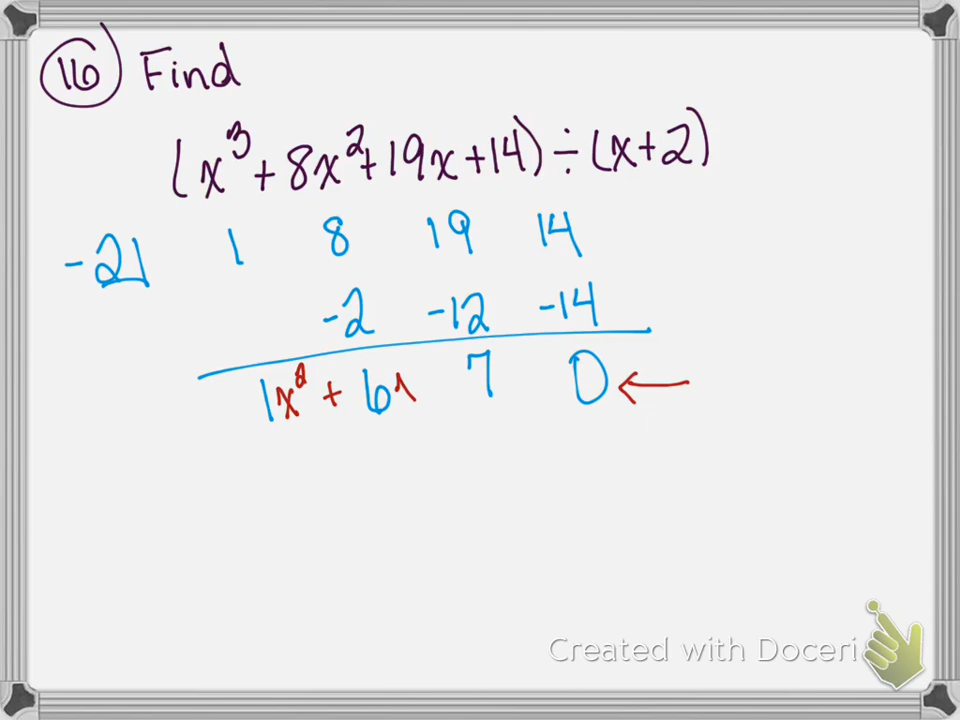 16 Find
(x³ + 8x² + 19x + 14) ÷ (x + 2)
-2| 1 8 19 14
-2 -12 -14
1x² + 6x 7 0 ←
Created with Doceri